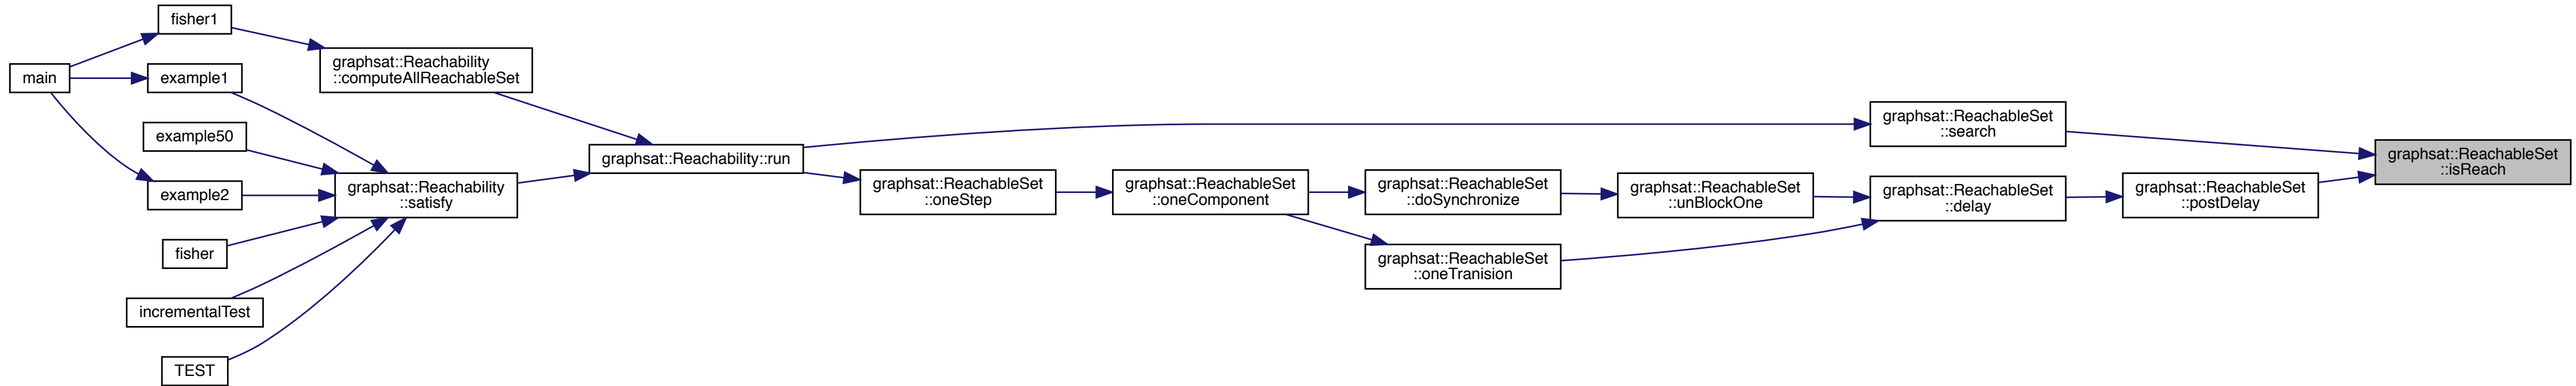 main
fisher1
example1
example50
example2
fisher
incrementalTest
TEST
graphsat::Reachability
::computeAllReachableSet
graphsat::Reachability
::satisfy
graphsat::Reachability::run
graphsat::ReachableSet
::oneStep
graphsat::ReachableSet
::oneComponent
graphsat::ReachableSet
::doSynchronize
graphsat::ReachableSet
::oneTranision
graphsat::ReachableSet
::unBlockOne
graphsat::ReachableSet
::search
graphsat::ReachableSet
::delay
graphsat::ReachableSet
::postDelay
graphsat::ReachableSet
::isReach